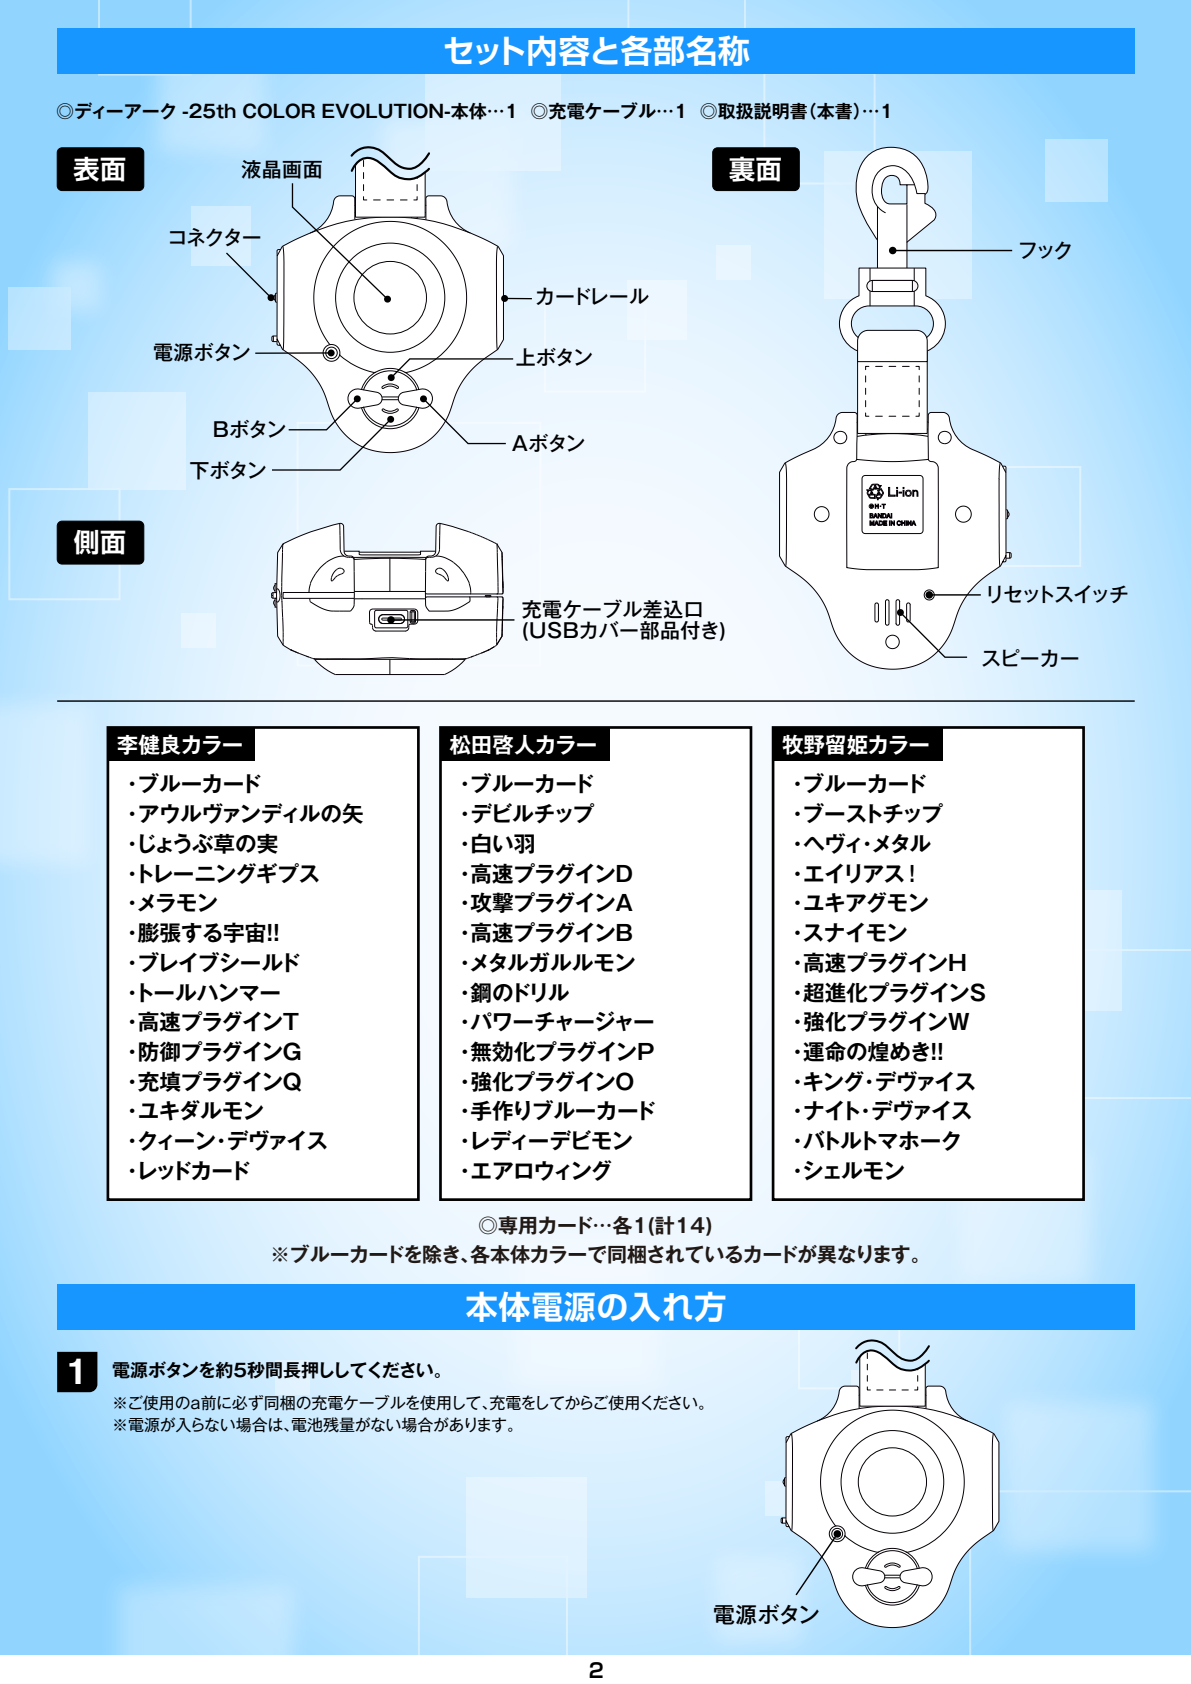 セット内容と各部名称
◎ディーアーク -25th COLOR EVOLUTION-本体…1 ◎充電ケーブル…1 ◎取扱説明書(本書)…1
表面
液晶画面
コネクター
カードレール
電源ボタン
上ボタン
Bボタン
Aボタン
下ボタン
裏面
フック
Li-ion
©H・T
BANDAI
MADE IN CHINA
リセットスイッチ
スピーカー
側面
充電ケーブル差込口
(USBカバー部品付き)
李健良カラー
・ブルーカード
・アウルヴァンディルの矢
・じょうぶ草の実
・トレーニングギプス
・メラモン
・膨張する宇宙!!
・ブレイブシールド
・トールハンマー
・高速プラグインT
・防御プラグインG
・充填プラグインQ
・ユキダルモン
・クィーン・デヴァイス
・レッドカード
松田啓人カラー
・ブルーカード
・デビルチップ
・白い羽
・高速プラグインD
・攻撃プラグインA
・高速プラグインB
・メタルガルルモン
・鋼のドリル
・パワーチャージャー
・無効化プラグインP
・強化プラグインO
・手作りブルーカード
・レディーデビモン
・エアロウィング
牧野留姫カラー
・ブルーカード
・ブーストチップ
・ヘヴィ・メタル
・エイリアス!
・ユキアグモン
・スナイモン
・高速プラグインH
・超進化プラグインS
・強化プラグインW
・運命の煌めき!!
・キング・デヴァイス
・ナイト・デヴァイス
・バトルトマホーク
・シェルモン
◎専用カード…各1(計14)
※ブルーカードを除き、各本体カラーで同梱されているカードが異なります。
本体電源の入れ方
1 電源ボタンを約5秒間長押ししてください。
※ご使用のa前に必ず同梱の充電ケーブルを使用して、充電をしてからご使用ください。
※電源が入らない場合は、電池残量がない場合があります。
電源ボタン
2